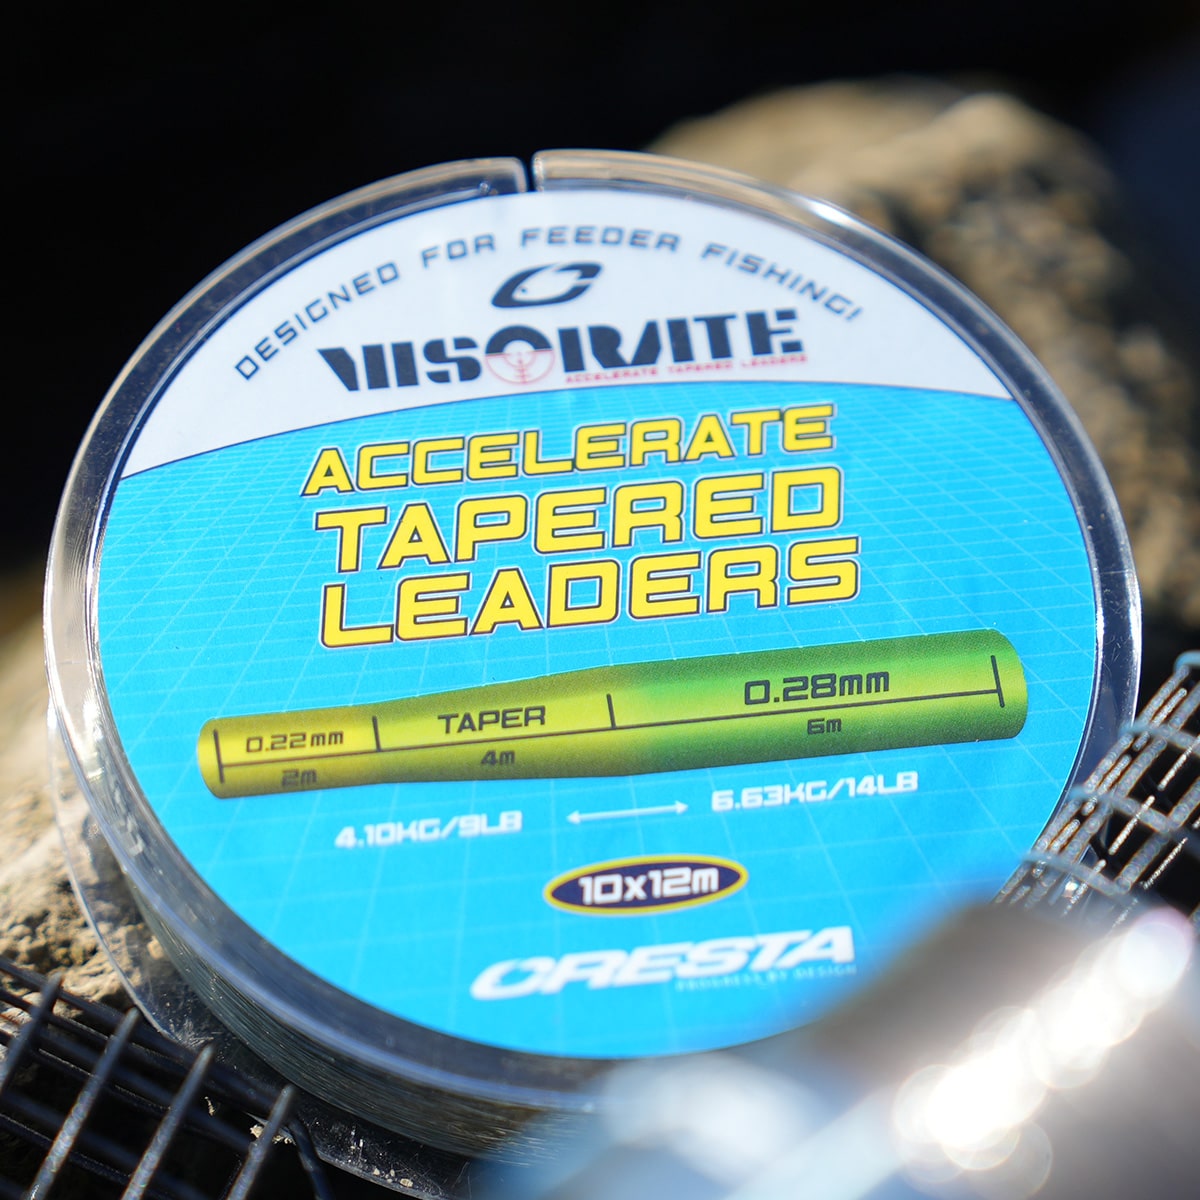 DESIGNED FOR FEEDER FISHING!
VISORATE
ACCELERATE TAPERED LEADERS
ACCELERATE
TAPERED
LEADERS
0.22mm TAPER 0.28mm
2m 4m 6m
4.10KG/9LB 6.63KG/14LB
10x12m
CRESTA
PROGRESS BY DESIGN